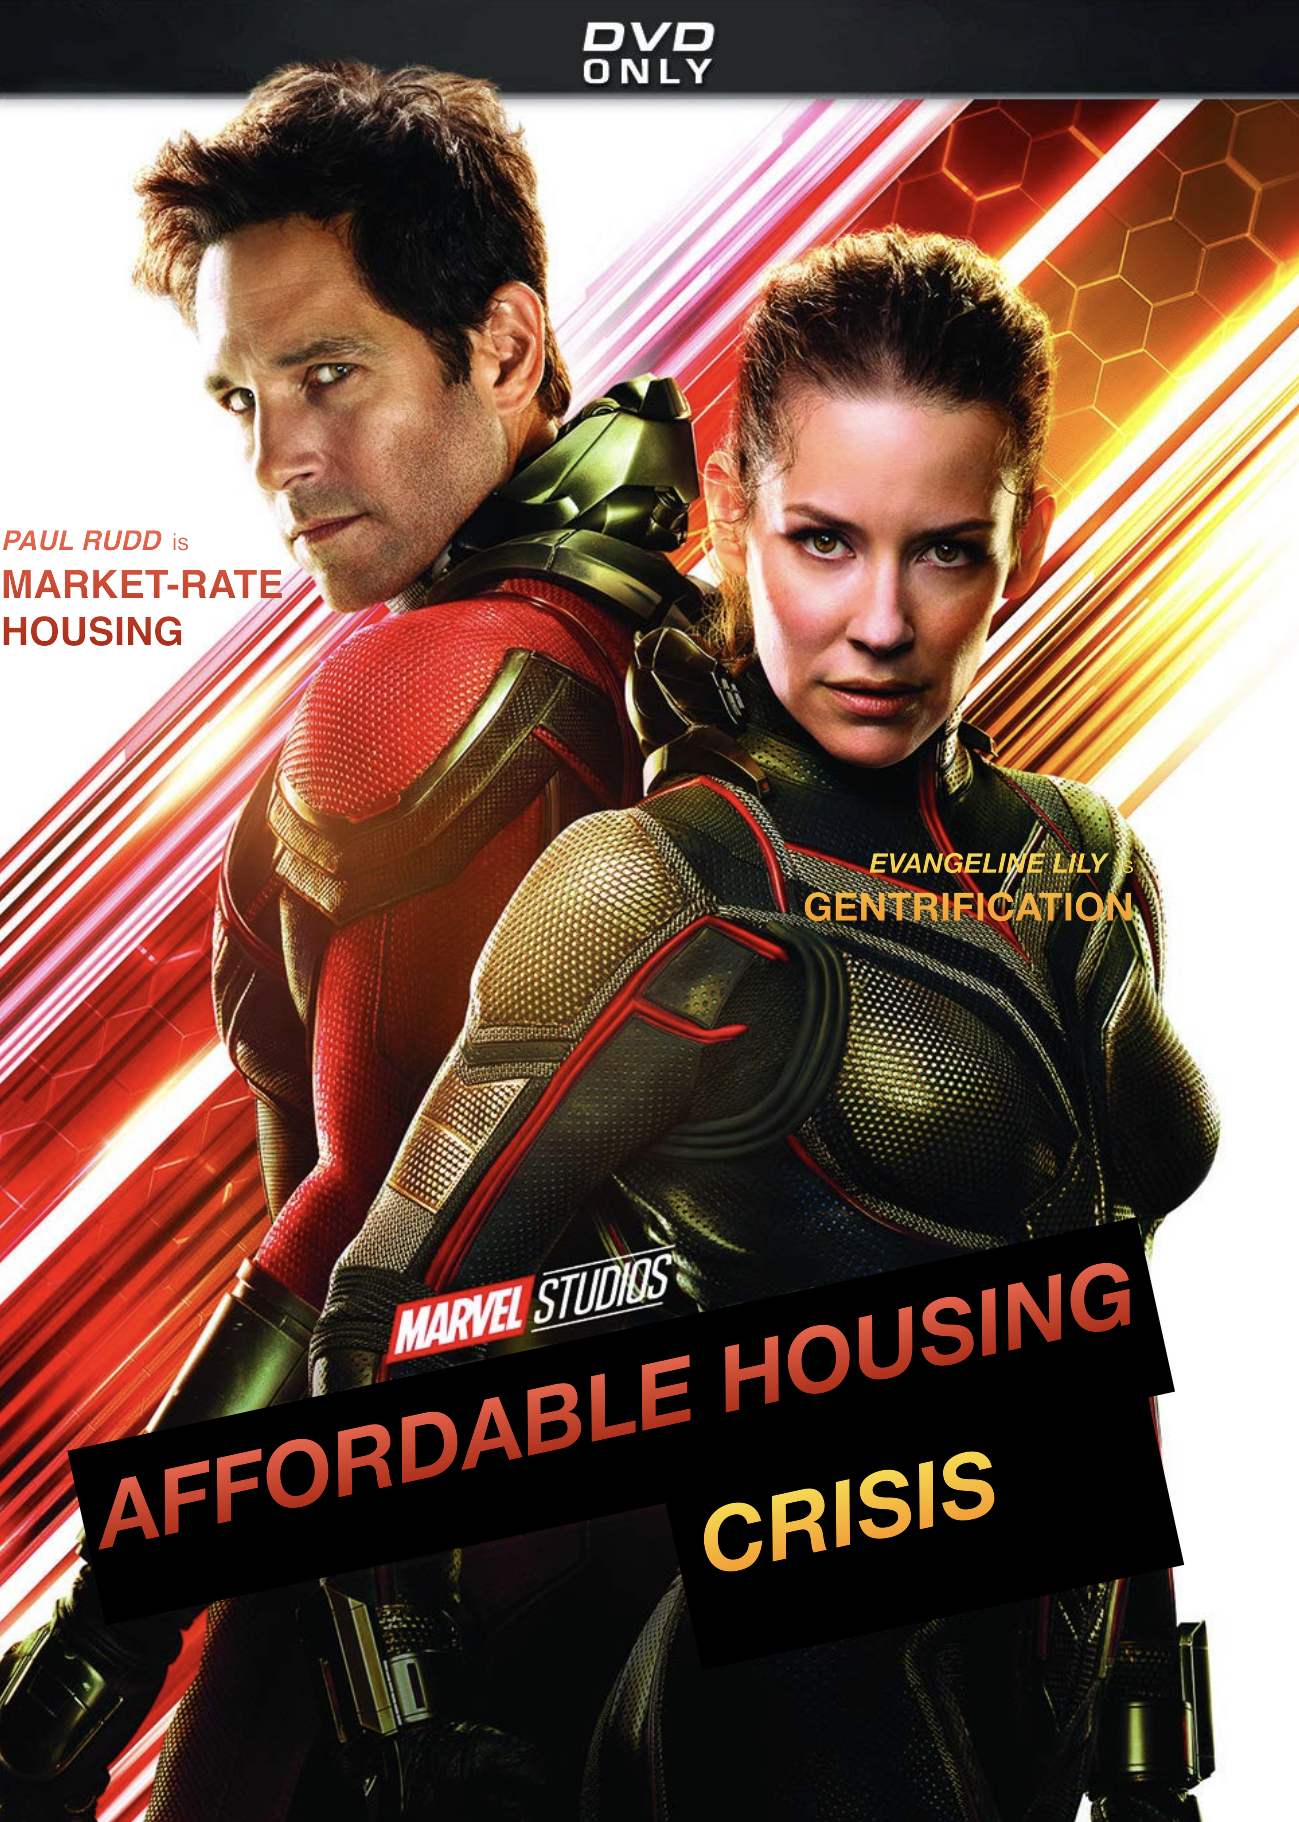 DVD
ONLY
PAUL RUDD is
MARKET-RATE
HOUSING
EVANGELINE LILY is
GENTRIFICATION
MARVEL STUDIOS
AFFORDABLE HOUSING
CRISIS